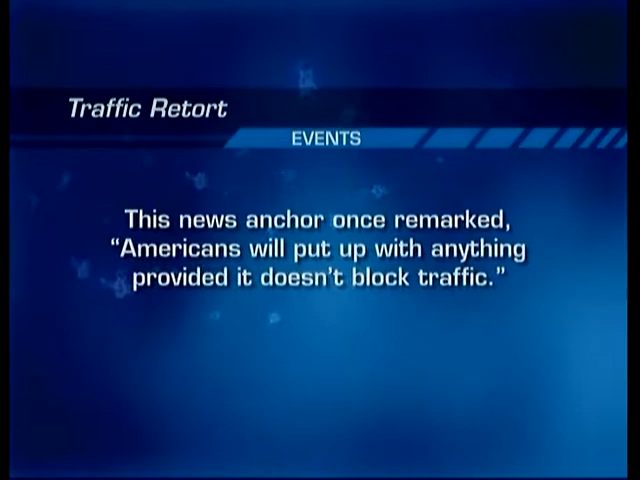 Traffic Retort
EVENTS
This news anchor once remarked,
“Americans will put up with anything
provided it doesn’t block traffic.”